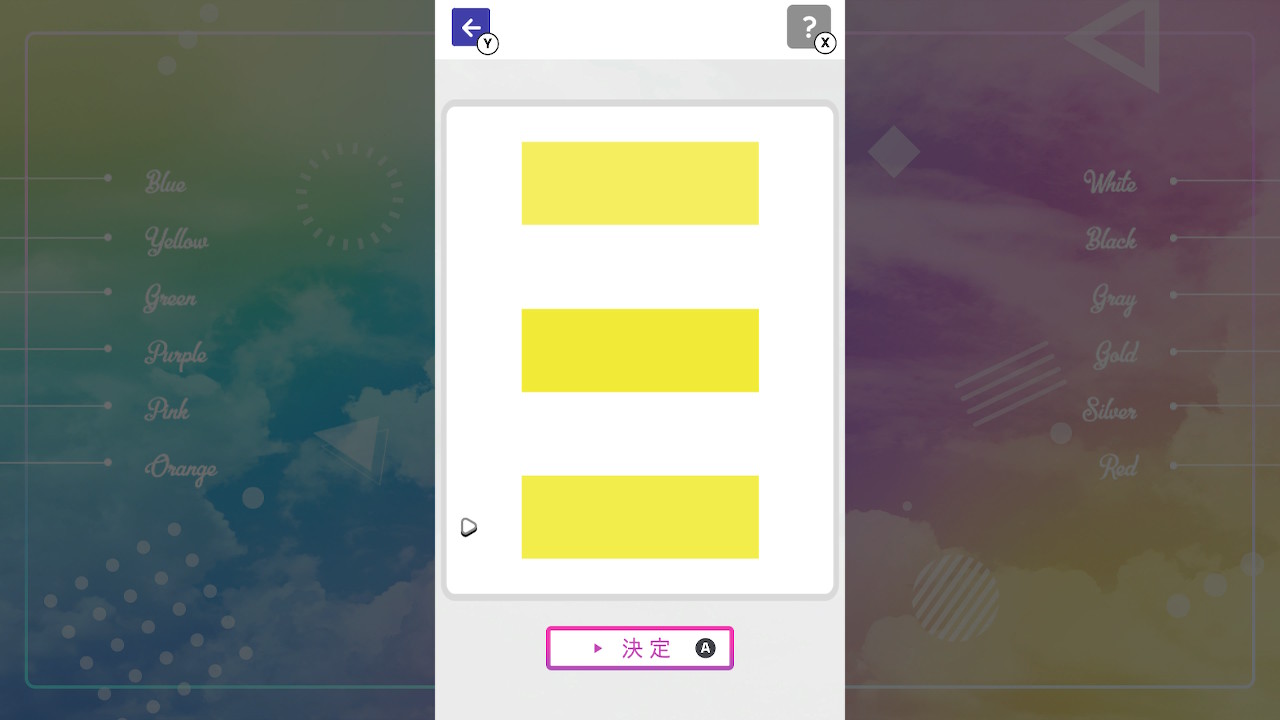 Y
?
X
Blue
Yellow
Green
Purple
Pink
Orange
White
Black
Gray
Gold
Silver
Red
決定 A